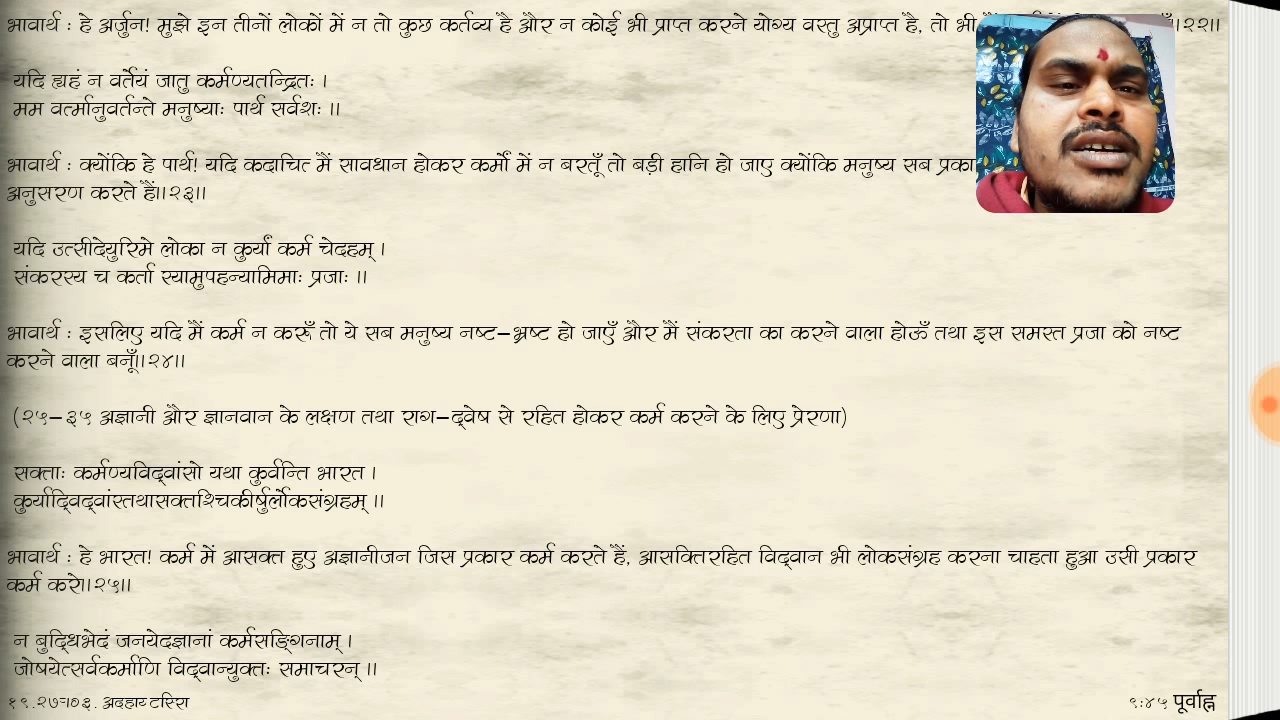 भावार्थ : हे अर्जुन! मुझे इन तीनों लोकों में न तो कुछ कर्तव्य है और न कोई भी प्राप्त करने योग्य वस्तु अप्राप्त है, तो भी ॥२२॥
यदि ह्यहं न वर्तेयं जातु कर्मण्यतन्द्रितः ।
मम वर्त्मानुवर्तन्ते मनुष्याः पार्थ सर्वशः ॥
भावार्थ : क्योंकि हे पार्थ! यदि कदाचित् मैं सावधान होकर कर्मों में न बरतूँ तो बड़ी हानि हो जाए क्योंकि मनुष्य सब
अनुसरण करते हैं॥२३॥
यदि उत्सीदेयुरिमे लोका न कुर्यां कर्म चेदहम् ।
संकरस्य च कर्ता स्यामुपहन्यामिमाः प्रजाः ॥
भावार्थ : इसलिए यदि मैं कर्म न करूँ तो ये सब मनुष्य नष्ट-भ्रष्ट हो जाएँ और मैं संकरता का करने वाला होऊँ तथा इस समस्त प्रजा को नष्ट
करने वाला बनूँ॥२४॥
(२५-३५ अज्ञानी और ज्ञानवान के लक्षण तथा राग-द्वेष से रहित होकर कर्म करने के लिए प्रेरणा)
सक्ताः कर्मण्यविद्वांसो यथा कुर्वन्ति भारत ।
कुर्याद्विद्वांस्तथासक्तश्चिकीर्षुर्लोकसंग्रहम् ॥
भावार्थ : हे भारत! कर्म में आसक्त हुए अज्ञानीजन जिस प्रकार कर्म करते हैं, आसक्तिरहित विद्वान भी लोकसंग्रह करना चाहता हुआ उसी प्रकार
कर्म करे॥२५॥
न बुद्धिभेदं जनयेदज्ञानां कर्मसङ्गिनाम् ।
जोषयेत्सर्वकर्माणि विद्वान्युक्तः समाचरन् ॥
९:४५ पूर्वाह्न